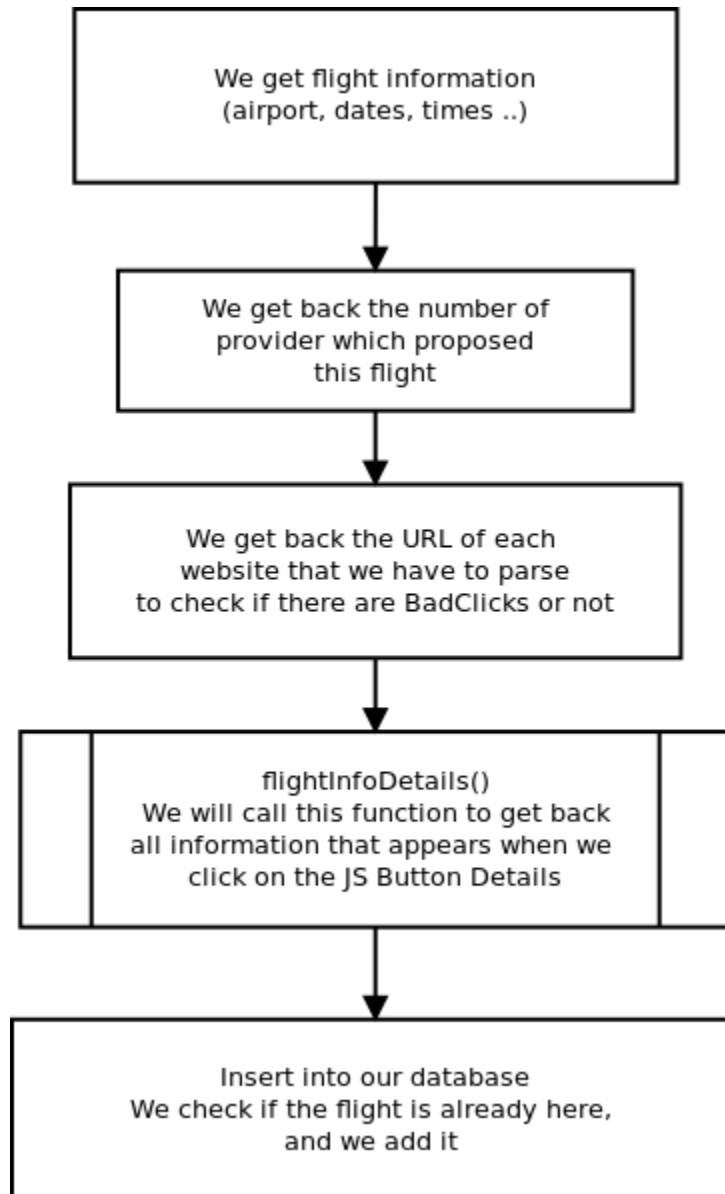 We get flight information
(airport, dates, times ..)
We get back the number of
provider which proposed
this flight
We get back the URL of each
website that we have to parse
to check if there are BadClicks or not
flightInfoDetails()
We will call this function to get back
all information that appears when we
click on the JS Button Details
Insert into our database
We check if the flight is already here,
and we add it